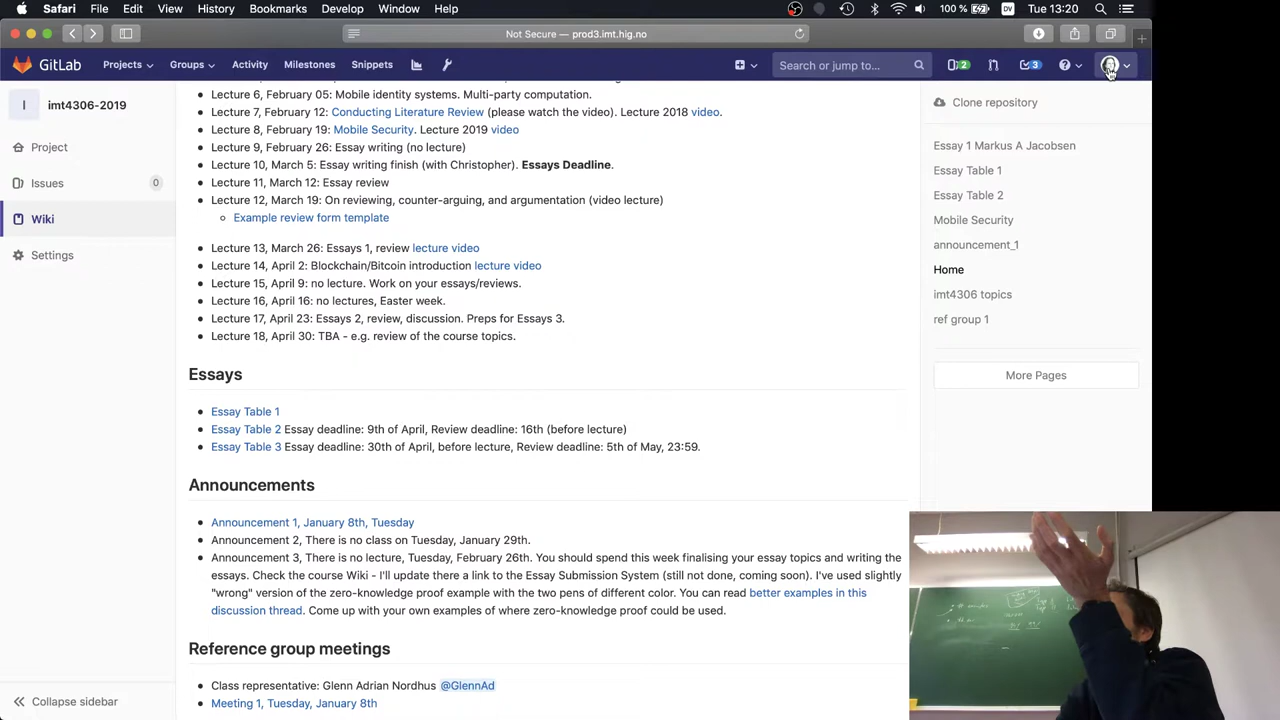 Safari File Edit View History Bookmarks Develop Window Help 100 % DV Tue 13:20
Not Secure — prod3.imt.hig.no
GitLab Projects Groups Activity Milestones Snippets Search or jump to... 2 3
I imt4306-2019
Project
Issues 0
Wiki
Settings
Collapse sidebar
Lecture 6, February 05: Mobile identity systems. Multi-party computation.
Lecture 7, February 12: Conducting Literature Review (please watch the video). Lecture 2018 video.
Lecture 8, February 19: Mobile Security. Lecture 2019 video
Lecture 9, February 26: Essay writing (no lecture)
Lecture 10, March 5: Essay writing finish (with Christopher). Essays Deadline.
Lecture 11, March 12: Essay review
Lecture 12, March 19: On reviewing, counter-arguing, and argumentation (video lecture)
Example review form template
Lecture 13, March 26: Essays 1, review lecture video
Lecture 14, April 2: Blockchain/Bitcoin introduction lecture video
Lecture 15, April 9: no lecture. Work on your essays/reviews.
Lecture 16, April 16: no lectures, Easter week.
Lecture 17, April 23: Essays 2, review, discussion. Preps for Essays 3.
Lecture 18, April 30: TBA - e.g. review of the course topics.
Essays
Essay Table 1
Essay Table 2 Essay deadline: 9th of April, Review deadline: 16th (before lecture)
Essay Table 3 Essay deadline: 30th of April, before lecture, Review deadline: 5th of May, 23:59.
Announcements
Announcement 1, January 8th, Tuesday
Announcement 2, There is no class on Tuesday, January 29th.
Announcement 3, There is no lecture, Tuesday, February 26th. You should spend this week finalising your essay topics and writing the
essays. Check the course Wiki - I'll update there a link to the Essay Submission System (still not done, coming soon). I've used slightly
"wrong" version of the zero-knowledge proof example with the two pens of different color. You can read better examples in this
discussion thread. Come up with your own examples of where zero-knowledge proof could be used.
Reference group meetings
Class representative: Glenn Adrian Nordhus @GlennAd
Meeting 1, Tuesday, January 8th
Clone repository
Essay 1 Markus A Jacobsen
Essay Table 1
Essay Table 2
Mobile Security
announcement_1
Home
imt4306 topics
ref group 1
More Pages